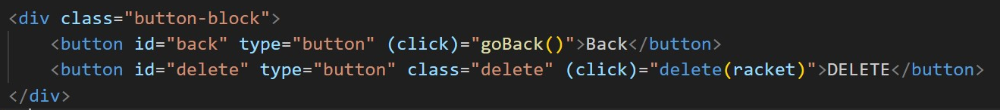 <div class="button-block">
    <button id="back" type="button" (click)="goBack()">Back</button>
    <button id="delete" type="button" class="delete" (click)="delete(racket)">DELETE</button>
</div>